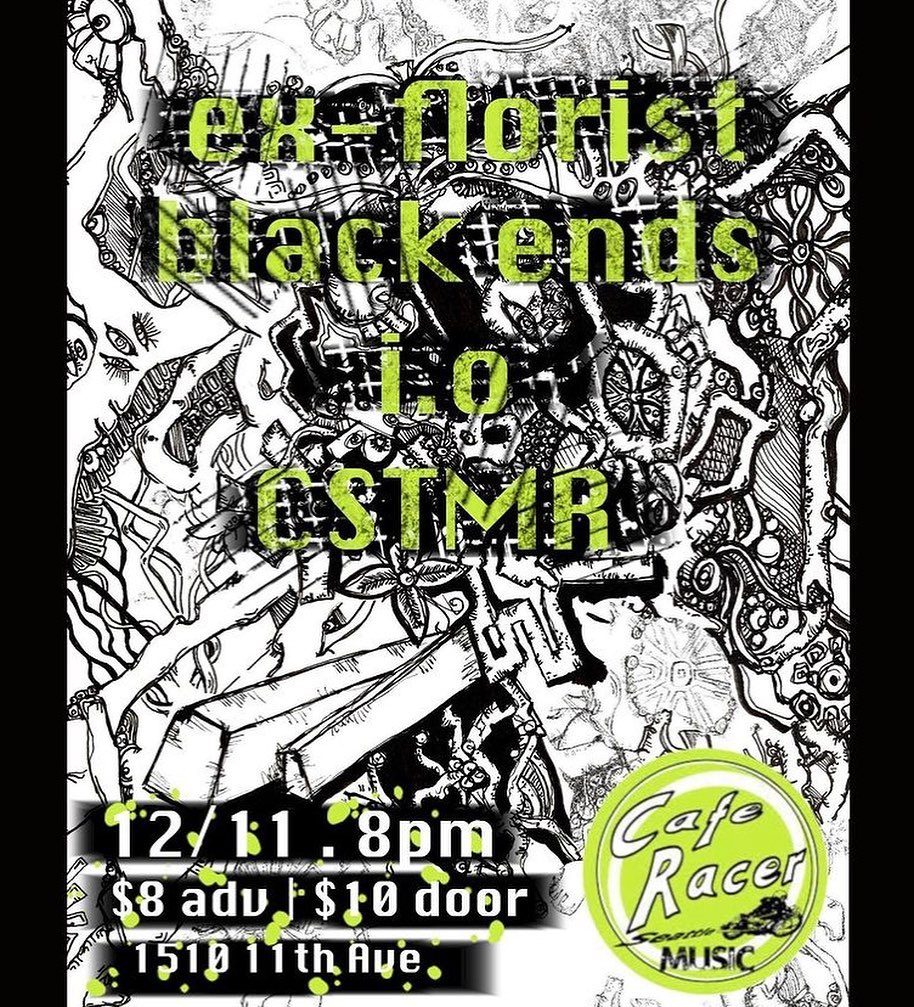 ex-florist
black ends
i.o
CSTMR
12/11 . 8pm
$8 adv | $10 door
1510 11th Ave
Cafe
Racer
Seattle
MUSIC